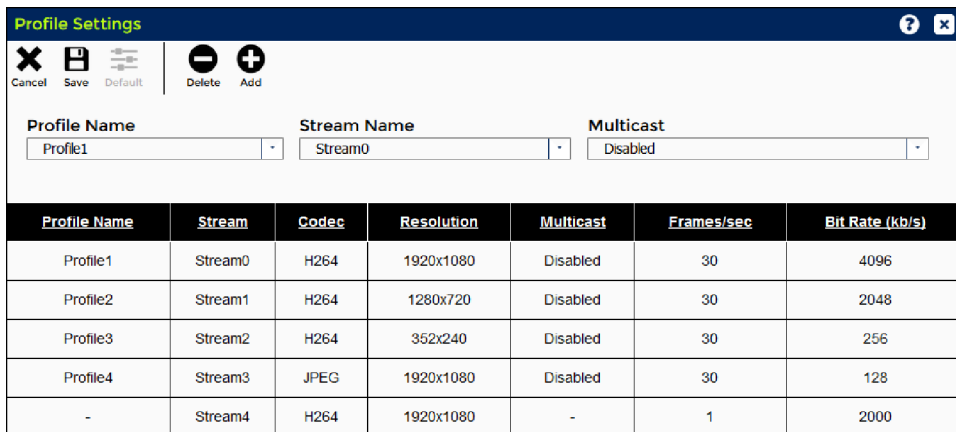 Profile Settings
Cancel Save Default Delete Add
Profile Name Stream Name Multicast
Profile1 Stream0 Disabled
Profile Name Stream Codec Resolution Multicast Frames/sec Bit Rate (kb/s)
Profile1 Stream0 H264 1920x1080 Disabled 30 4096
Profile2 Stream1 H264 1280x720 Disabled 30 2048
Profile3 Stream2 H264 352x240 Disabled 30 256
Profile4 Stream3 JPEG 1920x1080 Disabled 30 128
- Stream4 H264 1920x1080 - 1 2000